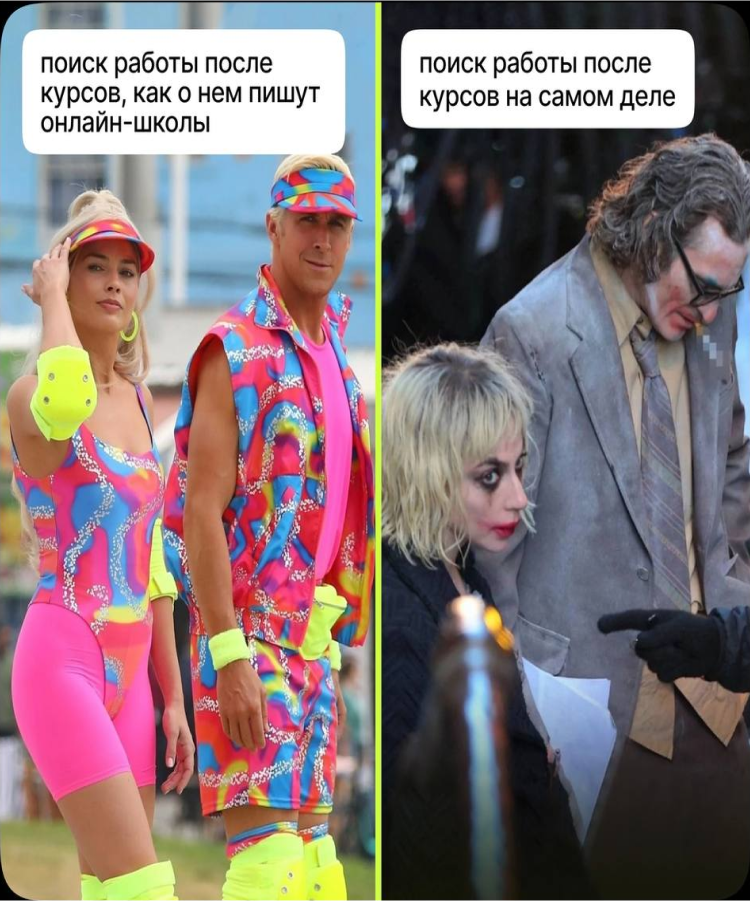 поиск работы после
курсов, как о нем пишут
онлайн-школы
поиск работы после
курсов на самом деле